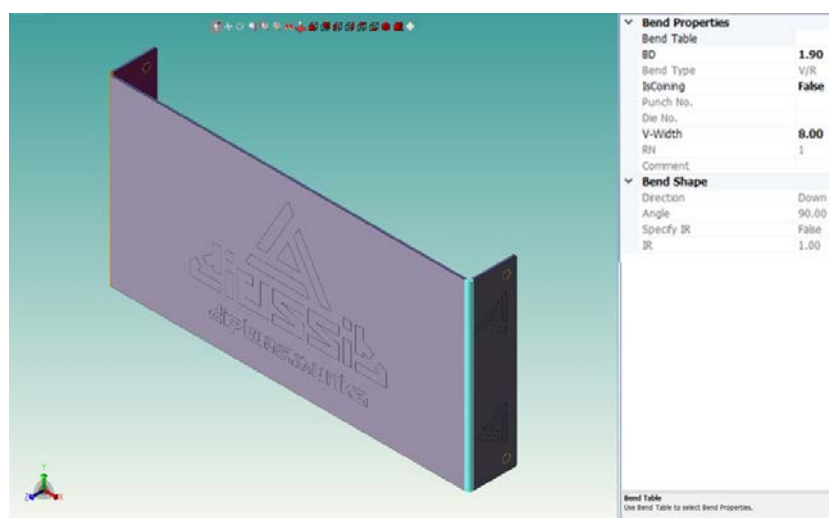 Bend Properties
Bend Table
BD 1.90
Bend Type V/R
IsCoining False
Punch No.
Die No.
V-Width 8.00
RN 1
Comment
Bend Shape
Direction Down
Angle 90.00
Specify IR False
IR 1.00
diplomamunka
Y
Z X
Bend Table
Use Bend Table to select Bend Properties.